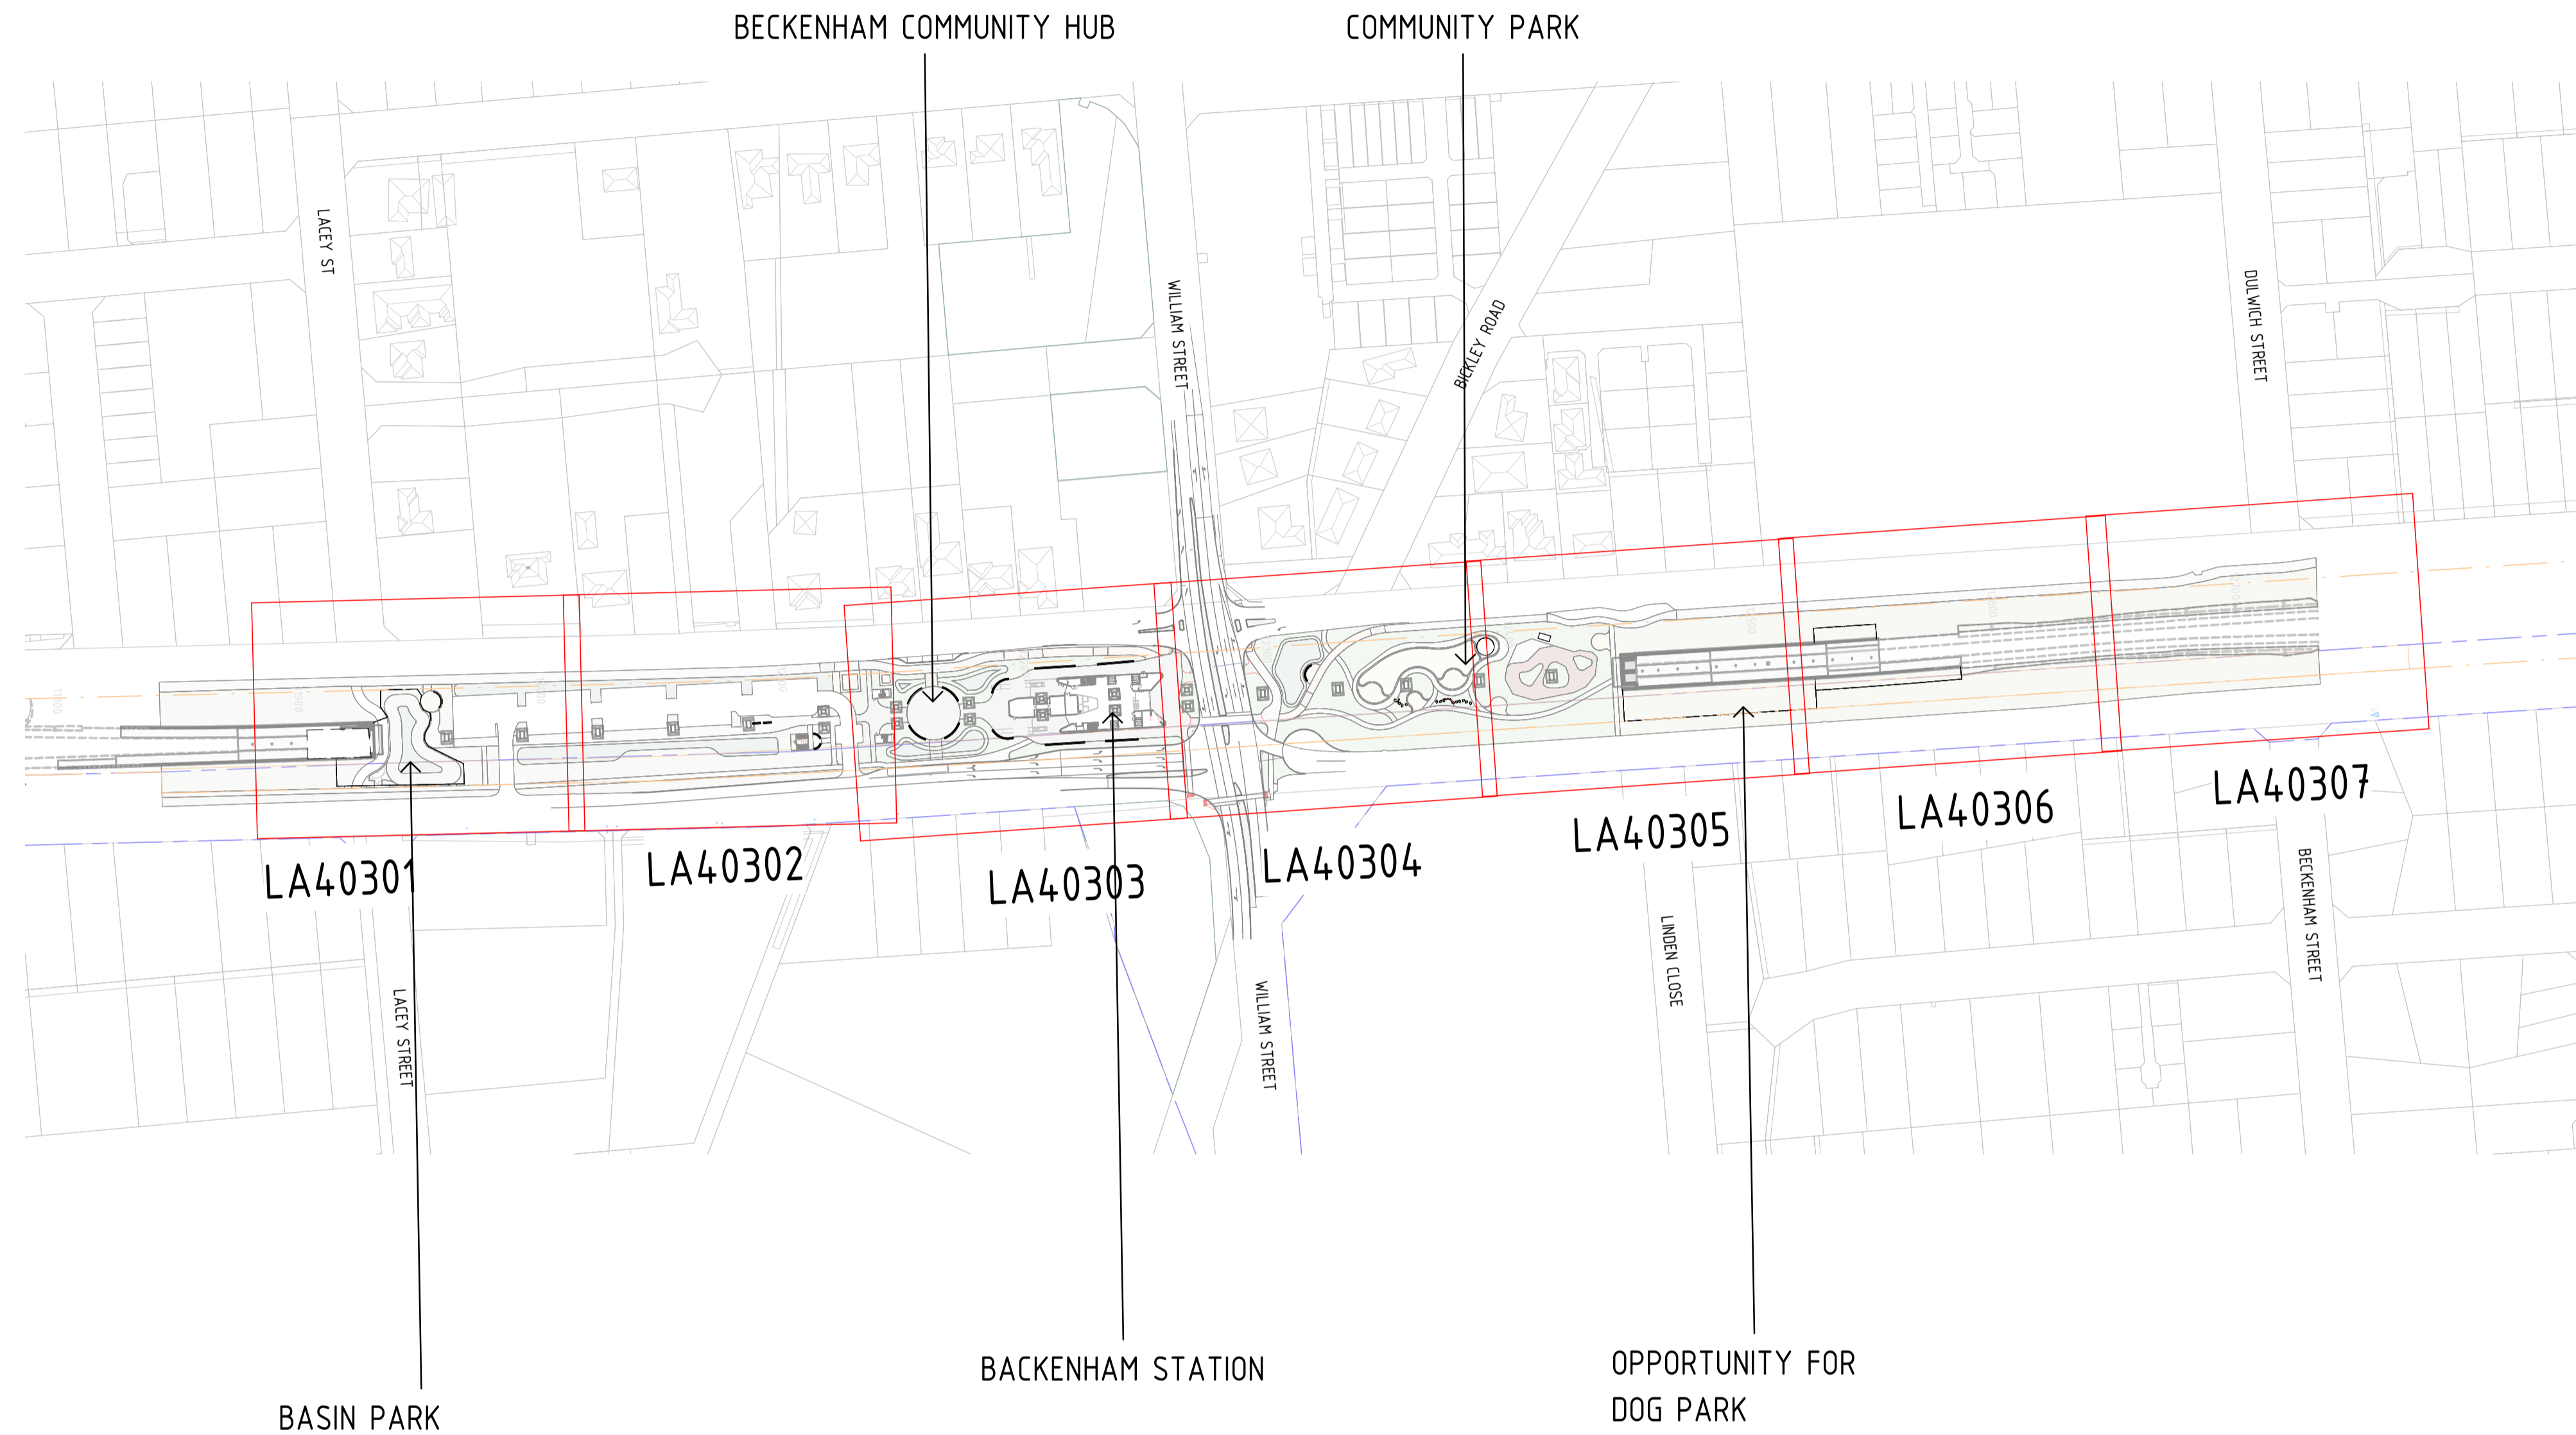 BECKENHAM COMMUNITY HUB
COMMUNITY PARK
LACEY ST
WILLIAM STREET
BICKLEY ROAD
DULWICH STREET
LA40301
LA40302
LA40303
LA40304
LA40305
LA40306
LA40307
LACEY STREET
WILLIAM STREET
LINDEN CLOSE
BECKENHAM STREET
BASIN PARK
BACKENHAM STATION
OPPORTUNITY FOR
DOG PARK